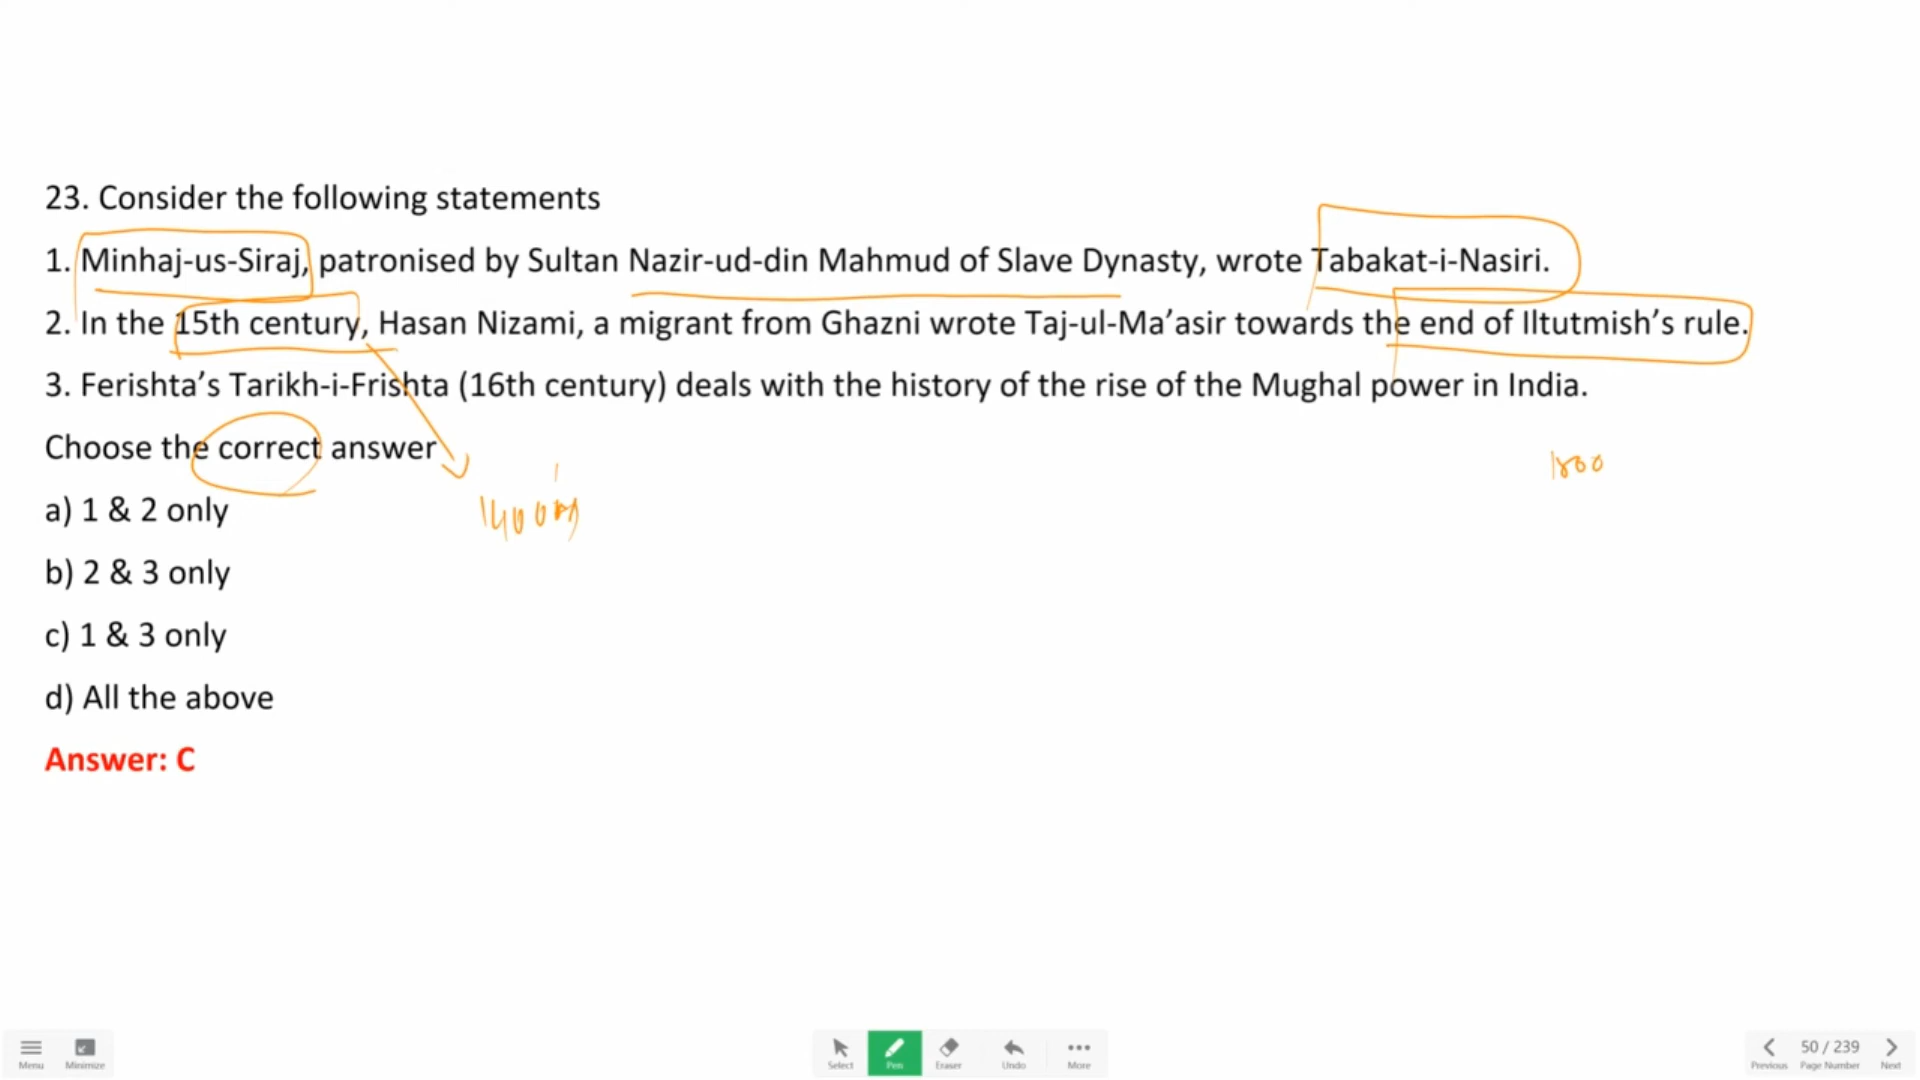 23. Consider the following statements
1. Minhaj-us-Siraj, patronised by Sultan Nazir-ud-din Mahmud of Slave Dynasty, wrote Tabakat-i-Nasiri.
2. In the 15th century, Hasan Nizami, a migrant from Ghazni wrote Taj-ul-Ma’asir towards the end of Iltutmish’s rule.
3. Ferishta’s Tarikh-i-Frishta (16th century) deals with the history of the rise of the Mughal power in India.
Choose the correct answer
a) 1 & 2 only
b) 2 & 3 only
c) 1 & 3 only
d) All the above
Answer: C
Menu
Minimize
Select
Pen
Eraser
Undo
More
Previous
50 / 239
Page Number
Next